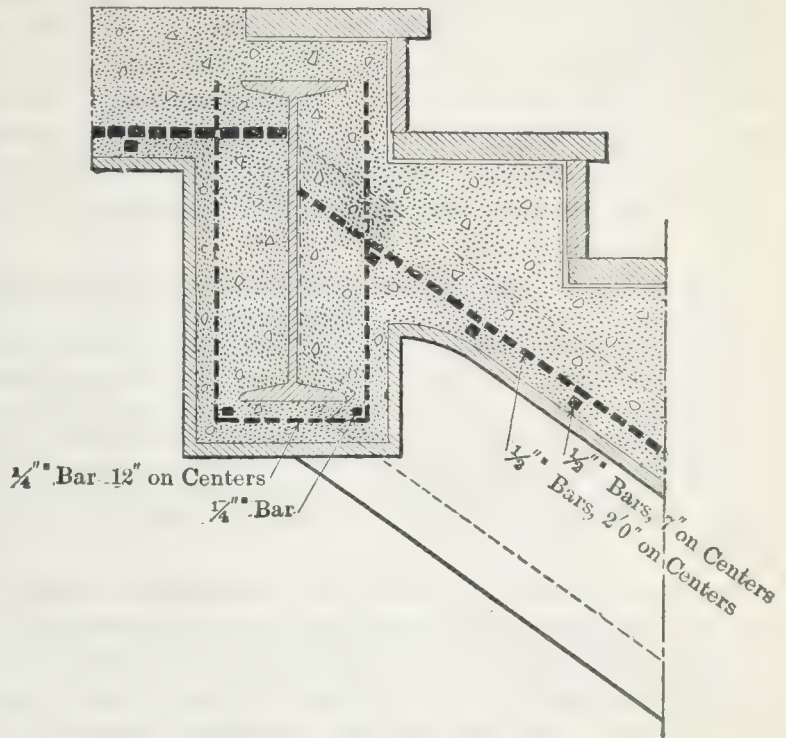 ¼"▪ Bar 12" on Centers
¼"▪ Bar
½"▪ Bars, 7" on Centers
½"▪ Bars, 2'0" on Centers